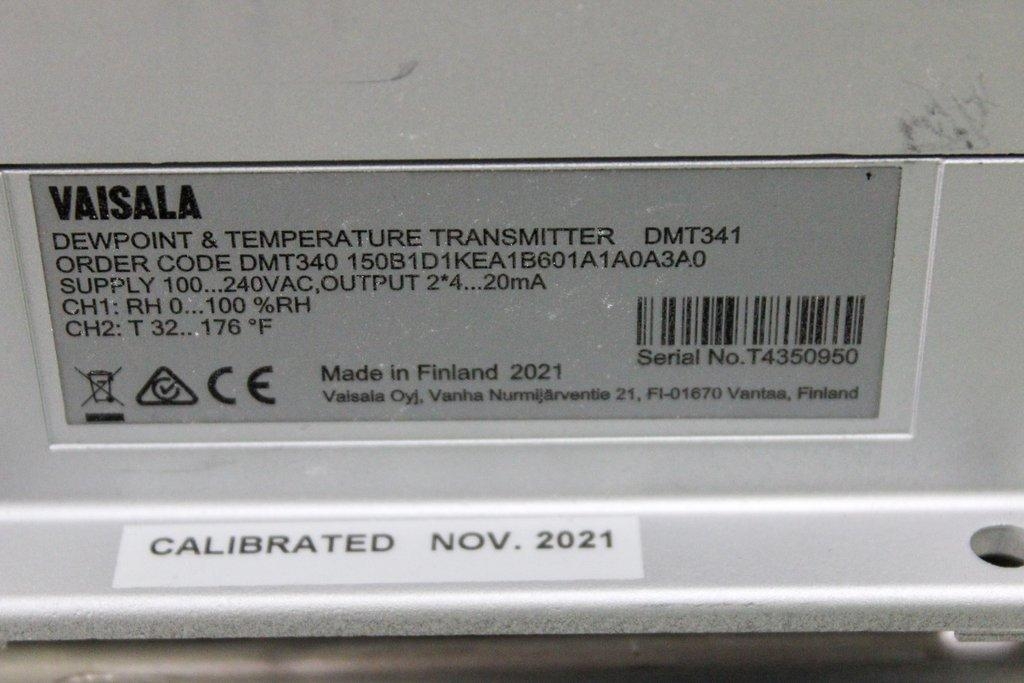 VAISALA
DEWPOINT & TEMPERATURE TRANSMITTER DMT341
ORDER CODE DMT340 150B1D1KEA1B601A1A0A3A0
SUPPLY 100...240VAC,OUTPUT 2*4...20mA
CH1: RH 0...100 %RH
CH2: T 32...176 °F
Serial No.T4350950
CE
Made in Finland 2021
Vaisala Oyj, Vanha Nurmijärventie 21, FI-01670 Vantaa, Finland
CALIBRATED NOV. 2021